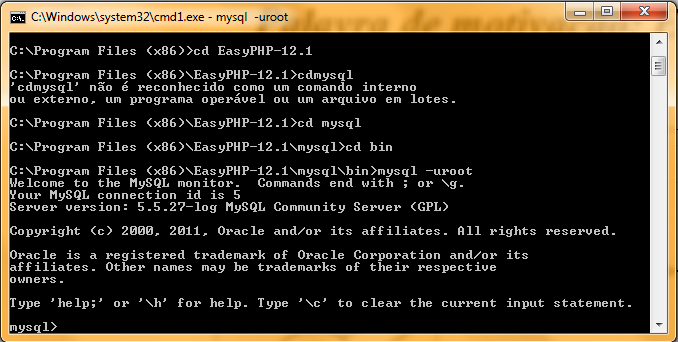 C:\Windows\system32\cmd1.exe - mysql -uroot
Palavra de motivação
C:\Program Files (x86)>cd EasyPHP-12.1
C:\Program Files (x86)\EasyPHP-12.1>cdmysql
'cdmysql' não é reconhecido como um comando interno
ou externo, um programa operável ou um arquivo em lotes.
C:\Program Files (x86)\EasyPHP-12.1>cd mysql
C:\Program Files (x86)\EasyPHP-12.1\mysql>cd bin
C:\Program Files (x86)\EasyPHP-12.1\mysql\bin>mysql -uroot
Welcome to the MySQL monitor.  Commands end with ; or \g.
Your MySQL connection id is 5
Server version: 5.5.27-log MySQL Community Server (GPL)
Copyright (c) 2000, 2011, Oracle and/or its affiliates. All rights reserved.
Oracle is a registered trademark of Oracle Corporation and/or its
affiliates. Other names may be trademarks of their respective
owners.
Type 'help;' or '\h' for help. Type '\c' to clear the current input statement.
mysql>